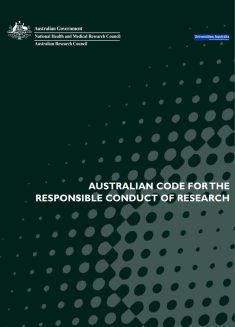 Australian Government
National Health and Medical Research Council
Australian Research Council
Universities Australia
AUSTRALIAN CODE FOR THE
RESPONSIBLE CONDUCT OF RESEARCH